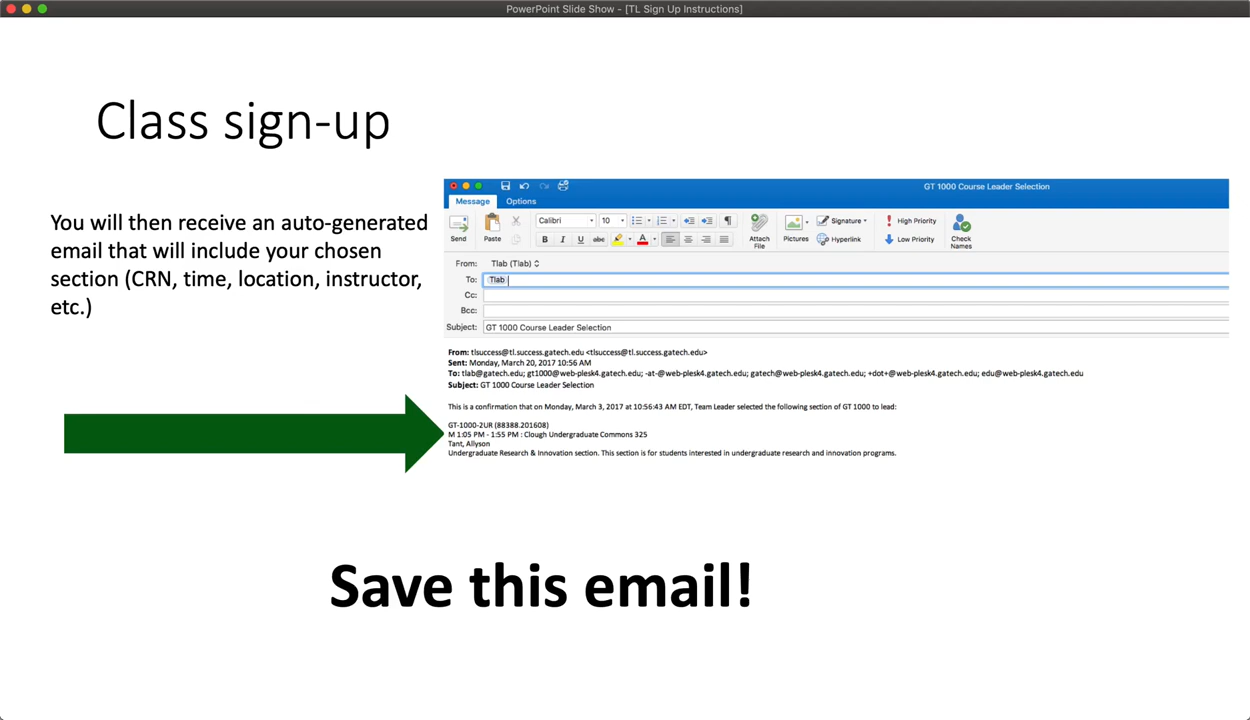 PowerPoint Slide Show - [TL Sign Up Instructions]
Class sign-up
You will then receive an auto-generated
email that will include your chosen
section (CRN, time, location, instructor,
etc.)
GT 1000 Course Leader Selection
Message Options
Send Paste Calibri 10 B I U abc A Attach File Pictures Signature Hyperlink High Priority Low Priority Check Names
From: Tlab (Tlab)
To: Tlab
Cc:
Bcc:
Subject: GT 1000 Course Leader Selection
From: tlsuccess@tl.success.gatech.edu <tlsuccess@tl.success.gatech.edu>
Sent: Monday, March 20, 2017 10:56 AM
To: tlab@gatech.edu; gt1000@web-plesk4.gatech.edu; -at-@web-plesk4.gatech.edu; gatech@web-plesk4.gatech.edu; +dot+@web-plesk4.gatech.edu; edu@web-plesk4.gatech.edu
Subject: GT 1000 Course Leader Selection
This is a confirmation that on Monday, March 3, 2017 at 10:56:43 AM EDT, Team Leader selected the following section of GT 1000 to lead:
GT-1000-2UR (88388.201608)
M 1:05 PM - 1:55 PM : Clough Undergraduate Commons 325
Tant, Allyson
Undergraduate Research & Innovation section. This section is for students interested in undergraduate research and innovation programs.
Save this email!